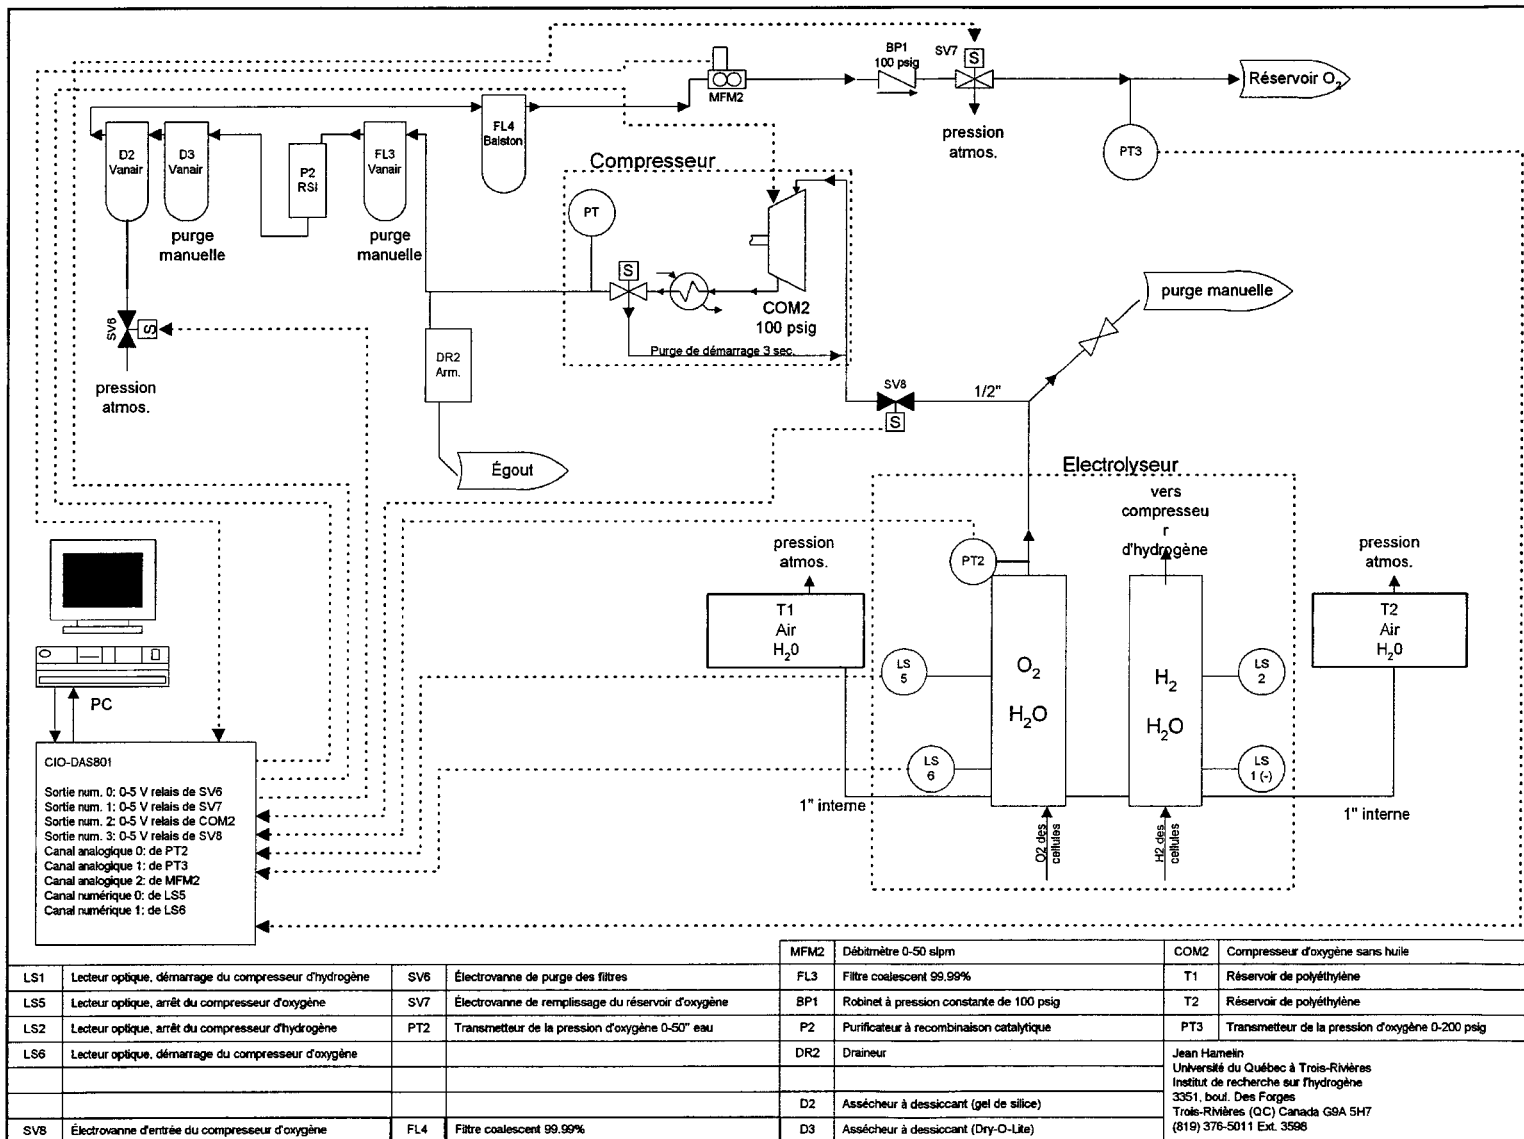 BP1
100 psig
SV7
S
MFM2
Réservoir O2
pression
atmos.
PT3
FL4
Balston
D2
Vanair
D3
Vanair
P2
RSI
FL3
Vanair
purge
manuelle
purge
manuelle
Compresseur
PT
S
COM2
100 psig
Purge de démarrage 3 sec.
purge manuelle
SV6
S
pression
atmos.
DR2
Arm.
SV8
S
1/2"
Égout
Electrolyseur
vers
compresseu
r
d'hydrogène
pression
atmos.
PT2
pression
atmos.
T1
Air
H20
T2
Air
H20
LS
5
O2
H2O
H2
H2O
LS
2
LS
6
LS
1 (-)
1" interne
1" interne
O2 des
cellules
H2 des
cellules
PC
CIO-DAS801
Sortie num. 0: 0-5 V relais de SV6
Sortie num. 1: 0-5 V relais de SV7
Sortie num. 2: 0-5 V relais de COM2
Sortie num. 3: 0-5 V relais de SV8
Canal analogique 0: de PT2
Canal analogique 1: de PT3
Canal analogique 2: de MFM2
Canal numérique 0: de LS5
Canal numérique 1: de LS6
MFM2 Débitmètre 0-50 slpm COM2 Compresseur d'oxygène sans huile
LS1 Lecteur optique, démarrage du compresseur d'hydrogène SV6 Électrovanne de purge des filtres FL3 Filtre coalescent 99.99% T1 Réservoir de polyéthylène
LS5 Lecteur optique, arrêt du compresseur d'oxygène SV7 Électrovanne de remplissage du réservoir d'oxygène BP1 Robinet à pression constante de 100 psig T2 Réservoir de polyéthylène
LS2 Lecteur optique, arrêt du compresseur d'hydrogène PT2 Transmetteur de la pression d'oxygène 0-50" eau P2 Purificateur à recombinaison catalytique PT3 Transmetteur de la pression d'oxygène 0-200 psig
LS6 Lecteur optique, démarrage du compresseur d'oxygène DR2 Draineur
D2 Assécheur à dessiccant (gel de silice)
SV8 Électrovanne d'entrée du compresseur d'oxygène FL4 Filtre coalescent 99.99% D3 Assécheur à dessiccant (Dry-O-Lite)
Jean Hamelin
Université du Québec à Trois-Rivières
Institut de recherche sur l'hydrogène
3351, boul. Des Forges
Trois-Rivières (QC) Canada G9A 5H7
(819) 376-5011 Ext. 3598